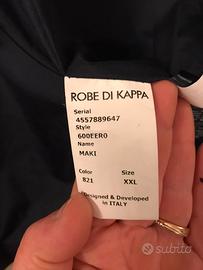 ROBE DI KAPPA
Serial
4557889647
Style
600EER0
Name
MAKI
Color Size
821 XXL
Designed & Developed
in ITALY
subito